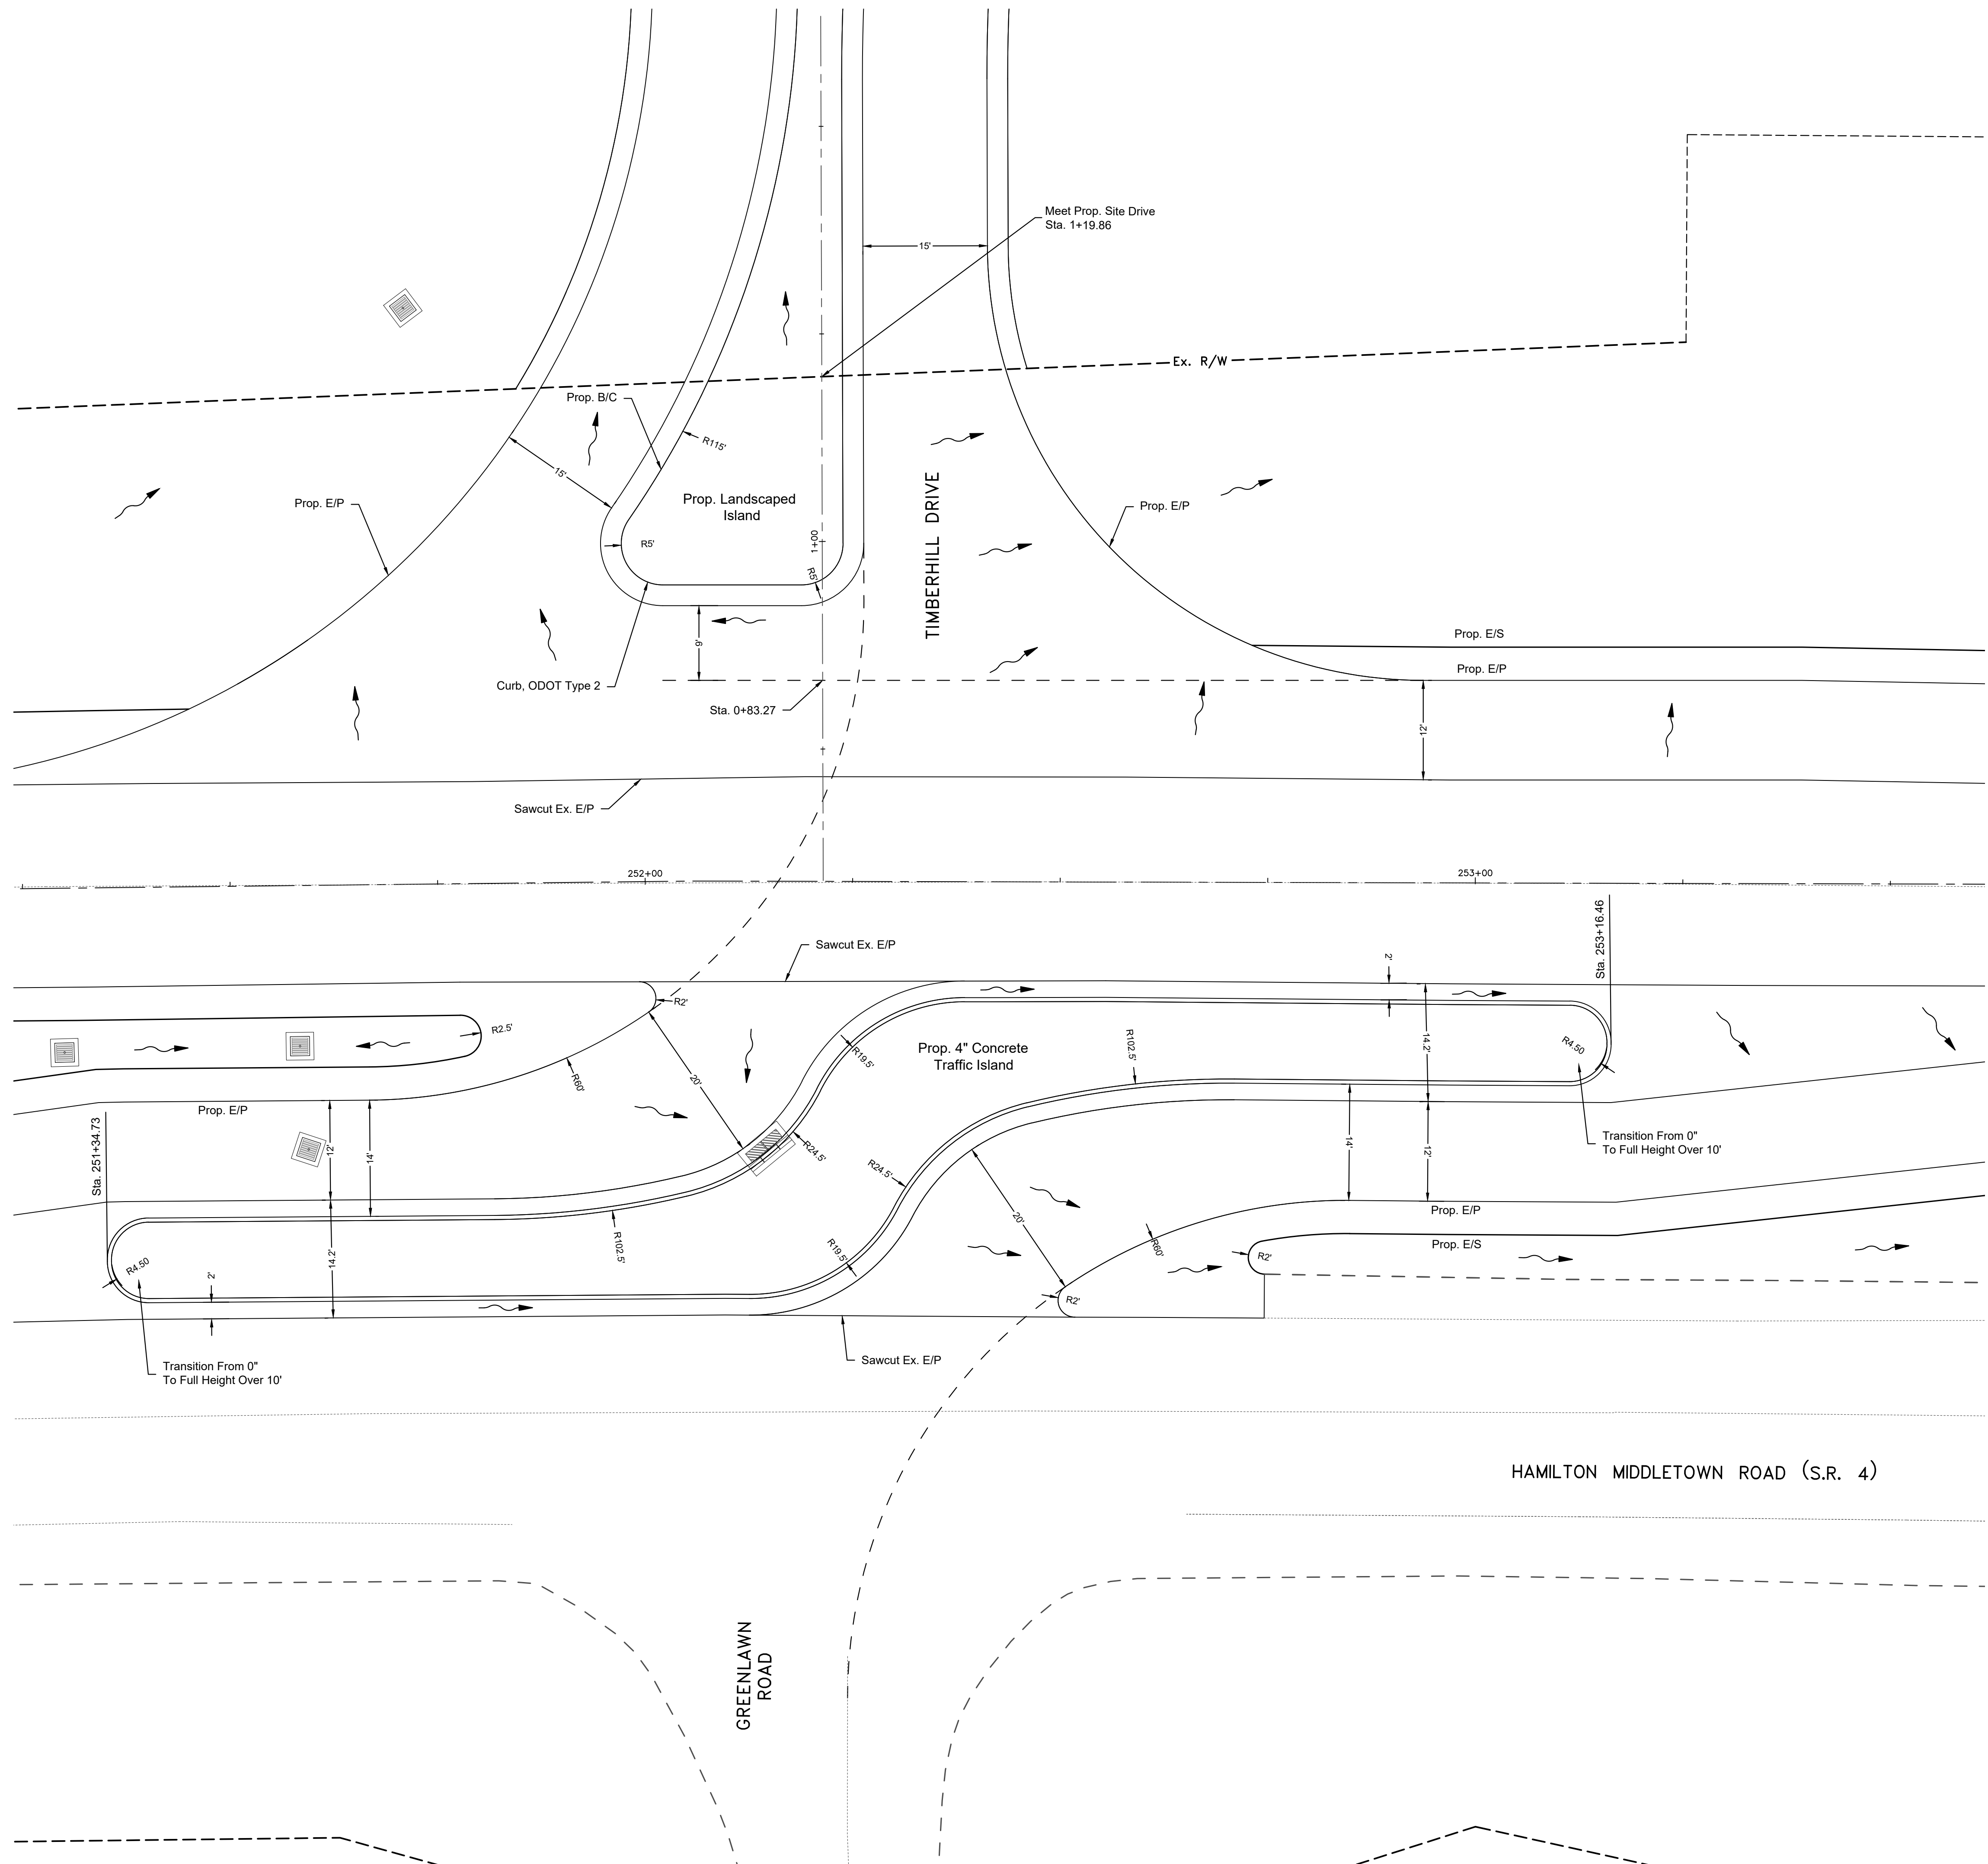 Meet Prop. Site Drive
Sta. 1+19.86
15'
Ex. R/W
Prop. B/C
R115'
15'
Prop. E/P
Prop. Landscaped
Island
TIMBERHILL DRIVE
Prop. E/P
1+00
R5'
R5'
9'
Prop. E/S
Prop. E/P
Curb, ODOT Type 2
Sta. 0+83.27
12'
Sawcut Ex. E/P
252+00
253+00
Sta. 253+16.46
Sawcut Ex. E/P
2'
R2'
R2.5'
R19.5'
Prop. 4" Concrete
Traffic Island
R102.5'
14.2'
R4.50
R60'
20'
Prop. E/P
Sta. 251+34.73
12'
14'
R24.5'
R24.5'
14'
12'
Transition From 0"
To Full Height Over 10'
20'
Prop. E/P
R60'
Prop. E/S
R102.5'
R19.5'
R2'
14.2'
R4.50
2'
R2'
Transition From 0"
To Full Height Over 10'
Sawcut Ex. E/P
HAMILTON MIDDLETOWN ROAD (S.R. 4)
GREENLAWN
ROAD